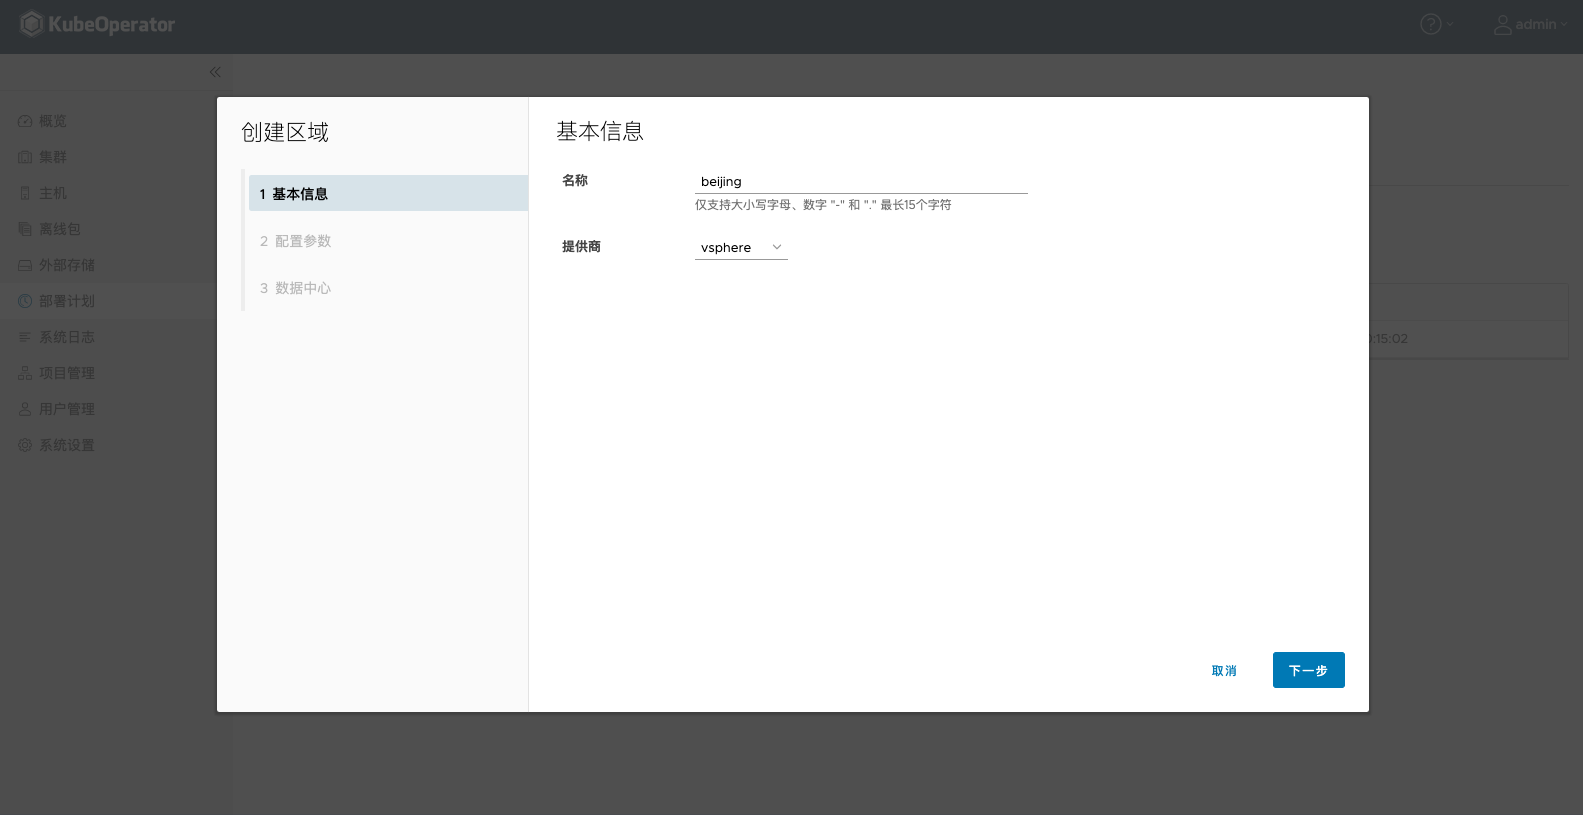 KubeOperator
admin
概览
集群
主机
离线包
外部存储
部署计划
系统日志
项目管理
用户管理
系统设置
创建区域
1 基本信息
2 配置参数
3 数据中心
基本信息
名称
beijing
仅支持大小写字母、数字 "-" 和 "." 最长15个字符
提供商
vsphere
取消
下一步
:15:02